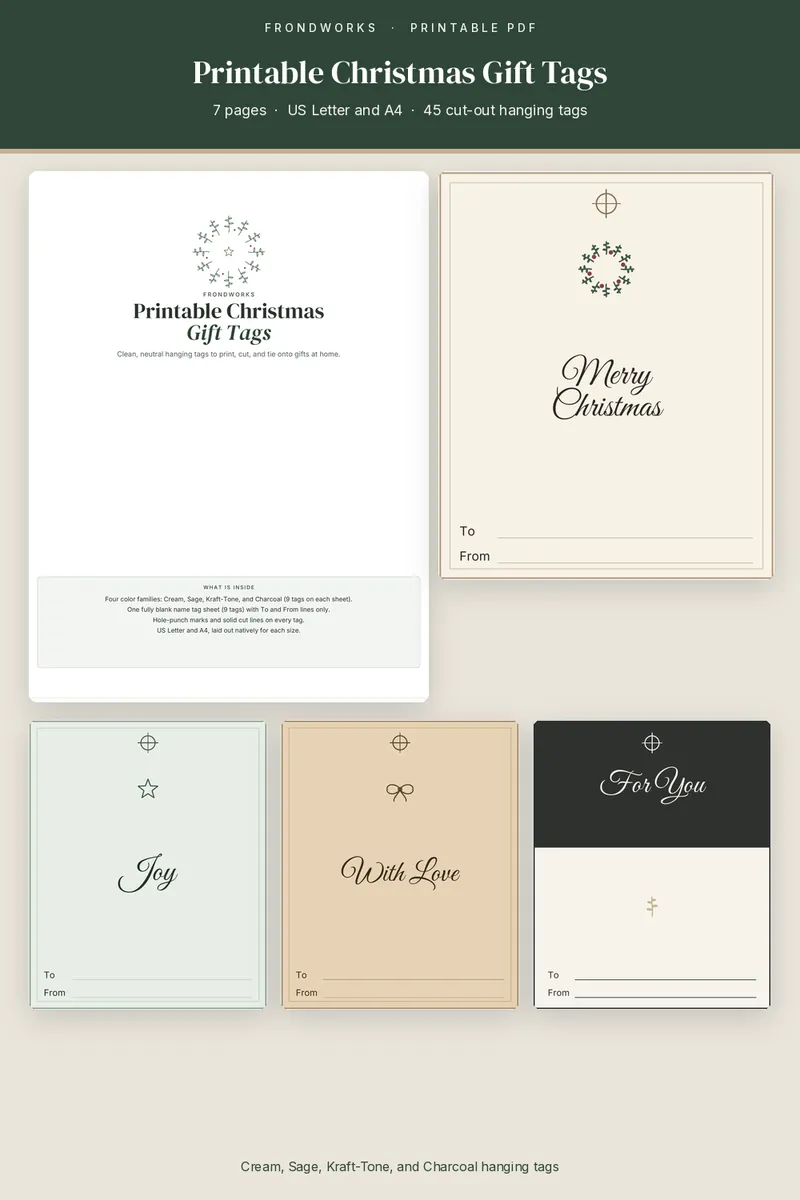 FRONDWORKS · PRINTABLE PDF
Printable Christmas Gift Tags
7 pages · US Letter and A4 · 45 cut-out hanging tags
FRONDWORKS
Printable Christmas
Gift Tags
Clean, neutral hanging tags to print, cut, and tie onto gifts at home.
WHAT IS INSIDE
Four color families: Cream, Sage, Kraft-Tone, and Charcoal (9 tags on each sheet).
One fully blank name tag sheet (9 tags) with To and From lines only.
Hole-punch marks and solid cut lines on every tag.
US Letter and A4, laid out natively for each size.
Merry
Christmas
To
From
Joy
To
From
With Love
To
From
For You
To
From
Cream, Sage, Kraft-Tone, and Charcoal hanging tags